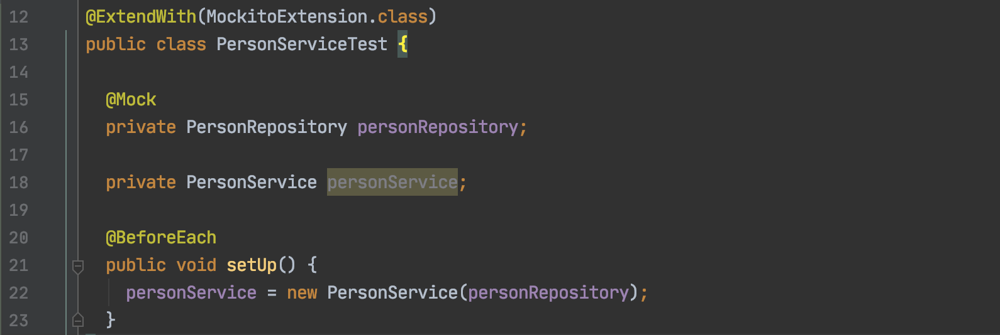 12 @ExtendWith(MockitoExtension.class)
13 public class PersonServiceTest {
14
15 @Mock
16 private PersonRepository personRepository;
17
18 private PersonService personService;
19
20 @BeforeEach
21 public void setUp() {
22 personService = new PersonService(personRepository);
23 }